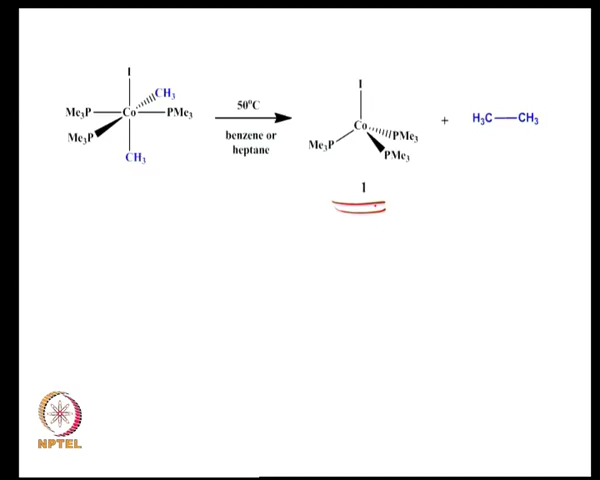 I
CH3
Me3P—Co—PMe3
Me3P
CH3
50°C
benzene or
heptane
I
Co
PMe3
Me3P
PMe3
1
+
H3C—CH3
NPTEL